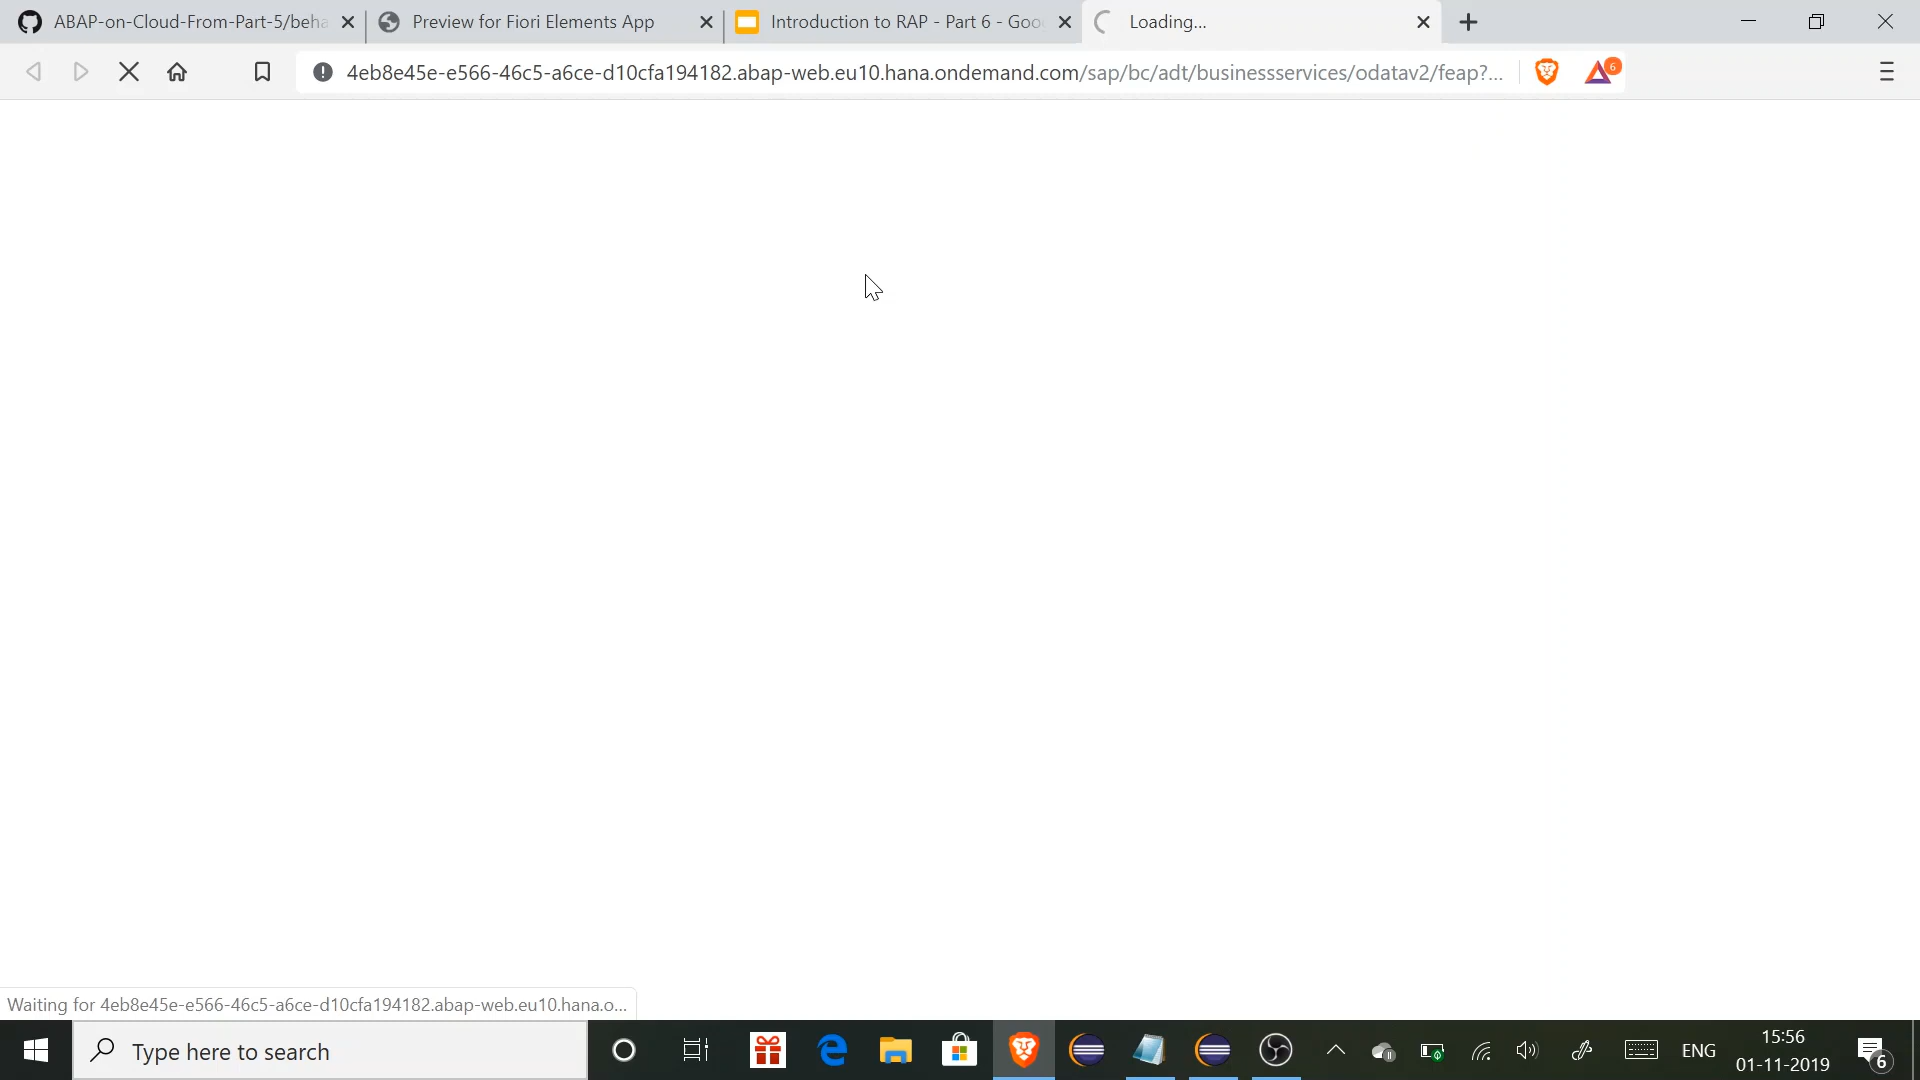 ABAP-on-Cloud-From-Part-5/beha
Preview for Fiori Elements App
Introduction to RAP - Part 6 - Goo
Loading...
4eb8e45e-e566-46c5-a6ce-d10cfa194182.abap-web.eu10.hana.ondemand.com/sap/bc/adt/businessservices/odatav2/feap?...
6
Waiting for 4eb8e45e-e566-46c5-a6ce-d10cfa194182.abap-web.eu10.hana.o...
Type here to search
ENG
15:56
01-11-2019
6